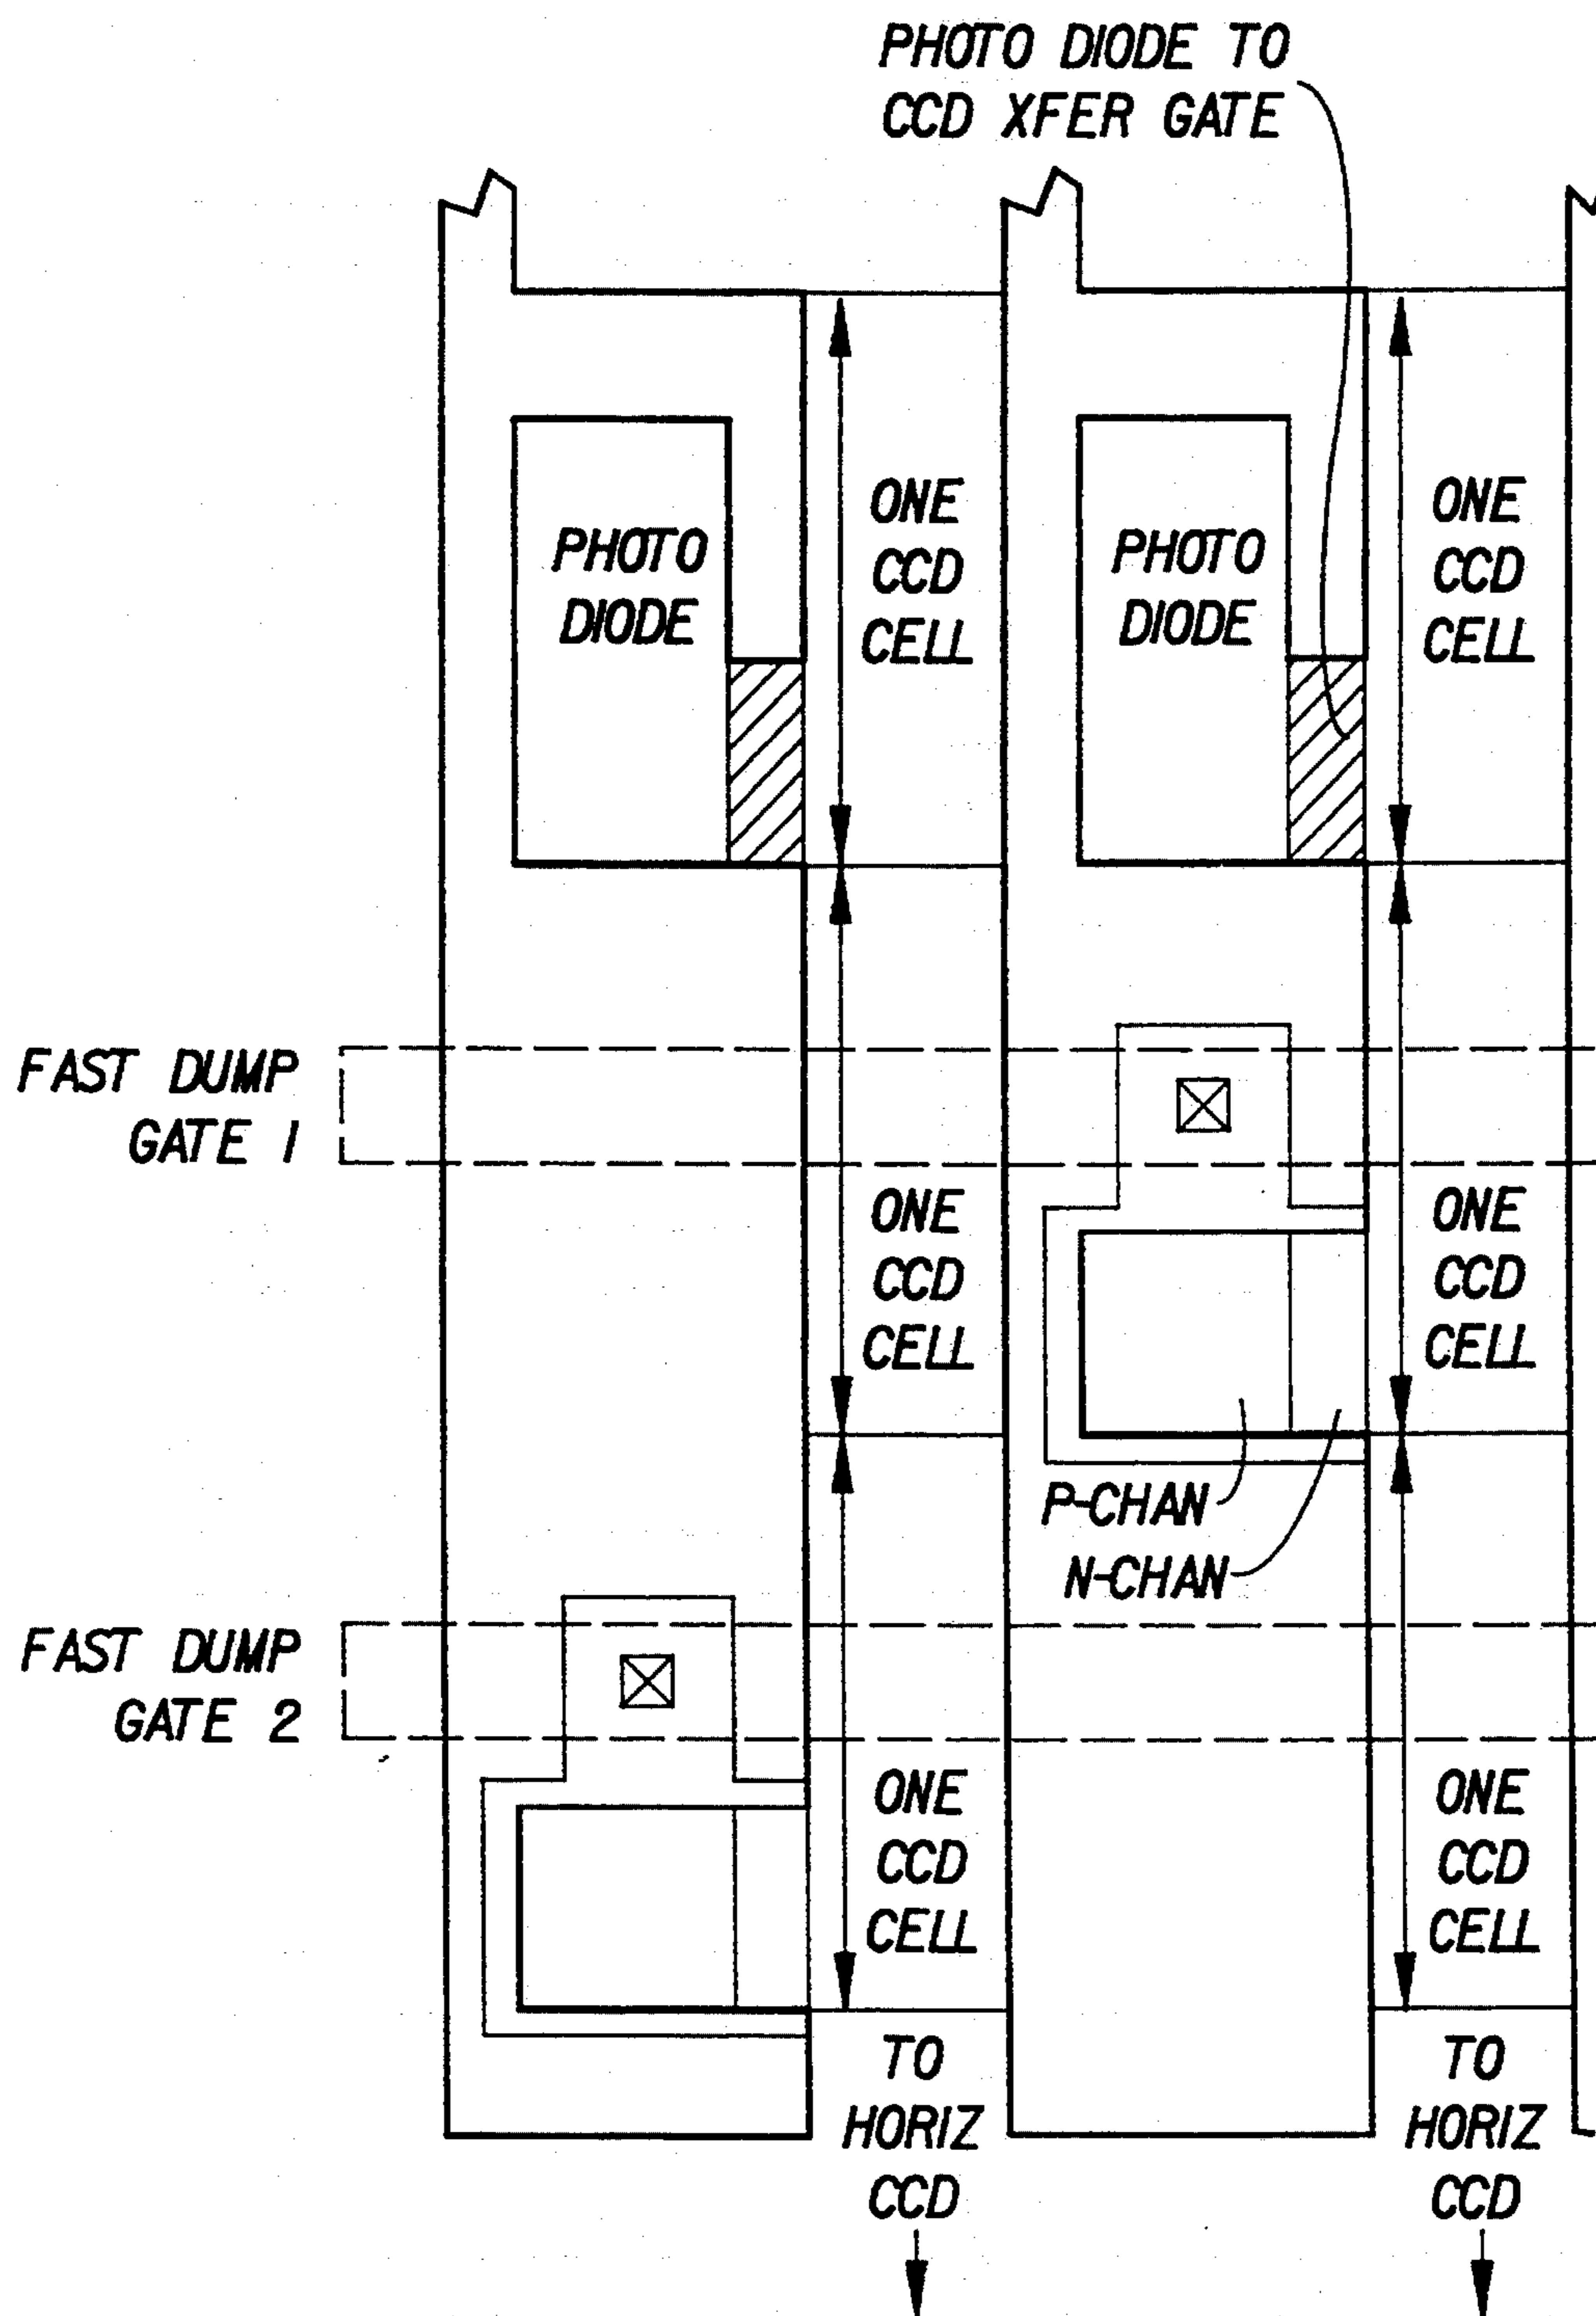 PHOTO DIODE TO
CCD XFER GATE
PHOTO
DIODE
ONE
CCD
CELL
PHOTO
DIODE
ONE
CCD
CELL
FAST DUMP
GATE 1
ONE
CCD
CELL
ONE
CCD
CELL
P-CHAN
N-CHAN
FAST DUMP
GATE 2
ONE
CCD
CELL
ONE
CCD
CELL
TO
HORIZ
CCD
TO
HORIZ
CCD